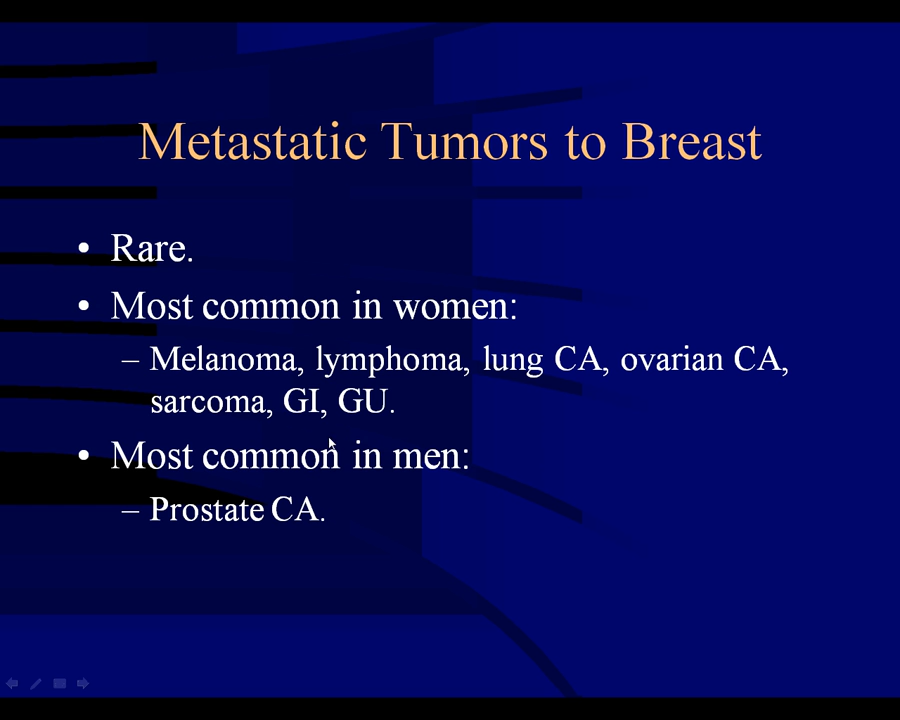 Metastatic Tumors to Breast
• Rare.
• Most common in women:
– Melanoma, lymphoma, lung CA, ovarian CA,
sarcoma, GI, GU.
• Most common in men:
– Prostate CA.